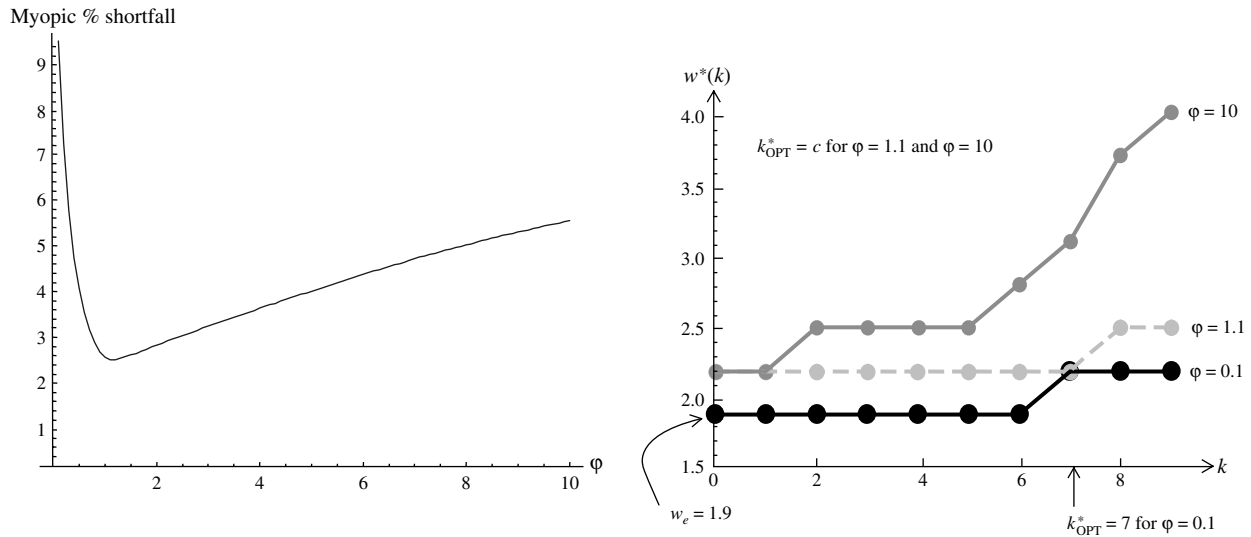 Myopic % shortfall
9
8
7
6
5
4
3
2
1
2 4 6 8 10
φ
w*(k)
4.0
3.5
3.0
2.5
2.0
1.5
0 2 4 6 8
k
k*OPT = c for φ = 1.1 and φ = 10
φ = 10
φ = 1.1
φ = 0.1
we = 1.9
k*OPT = 7 for φ = 0.1